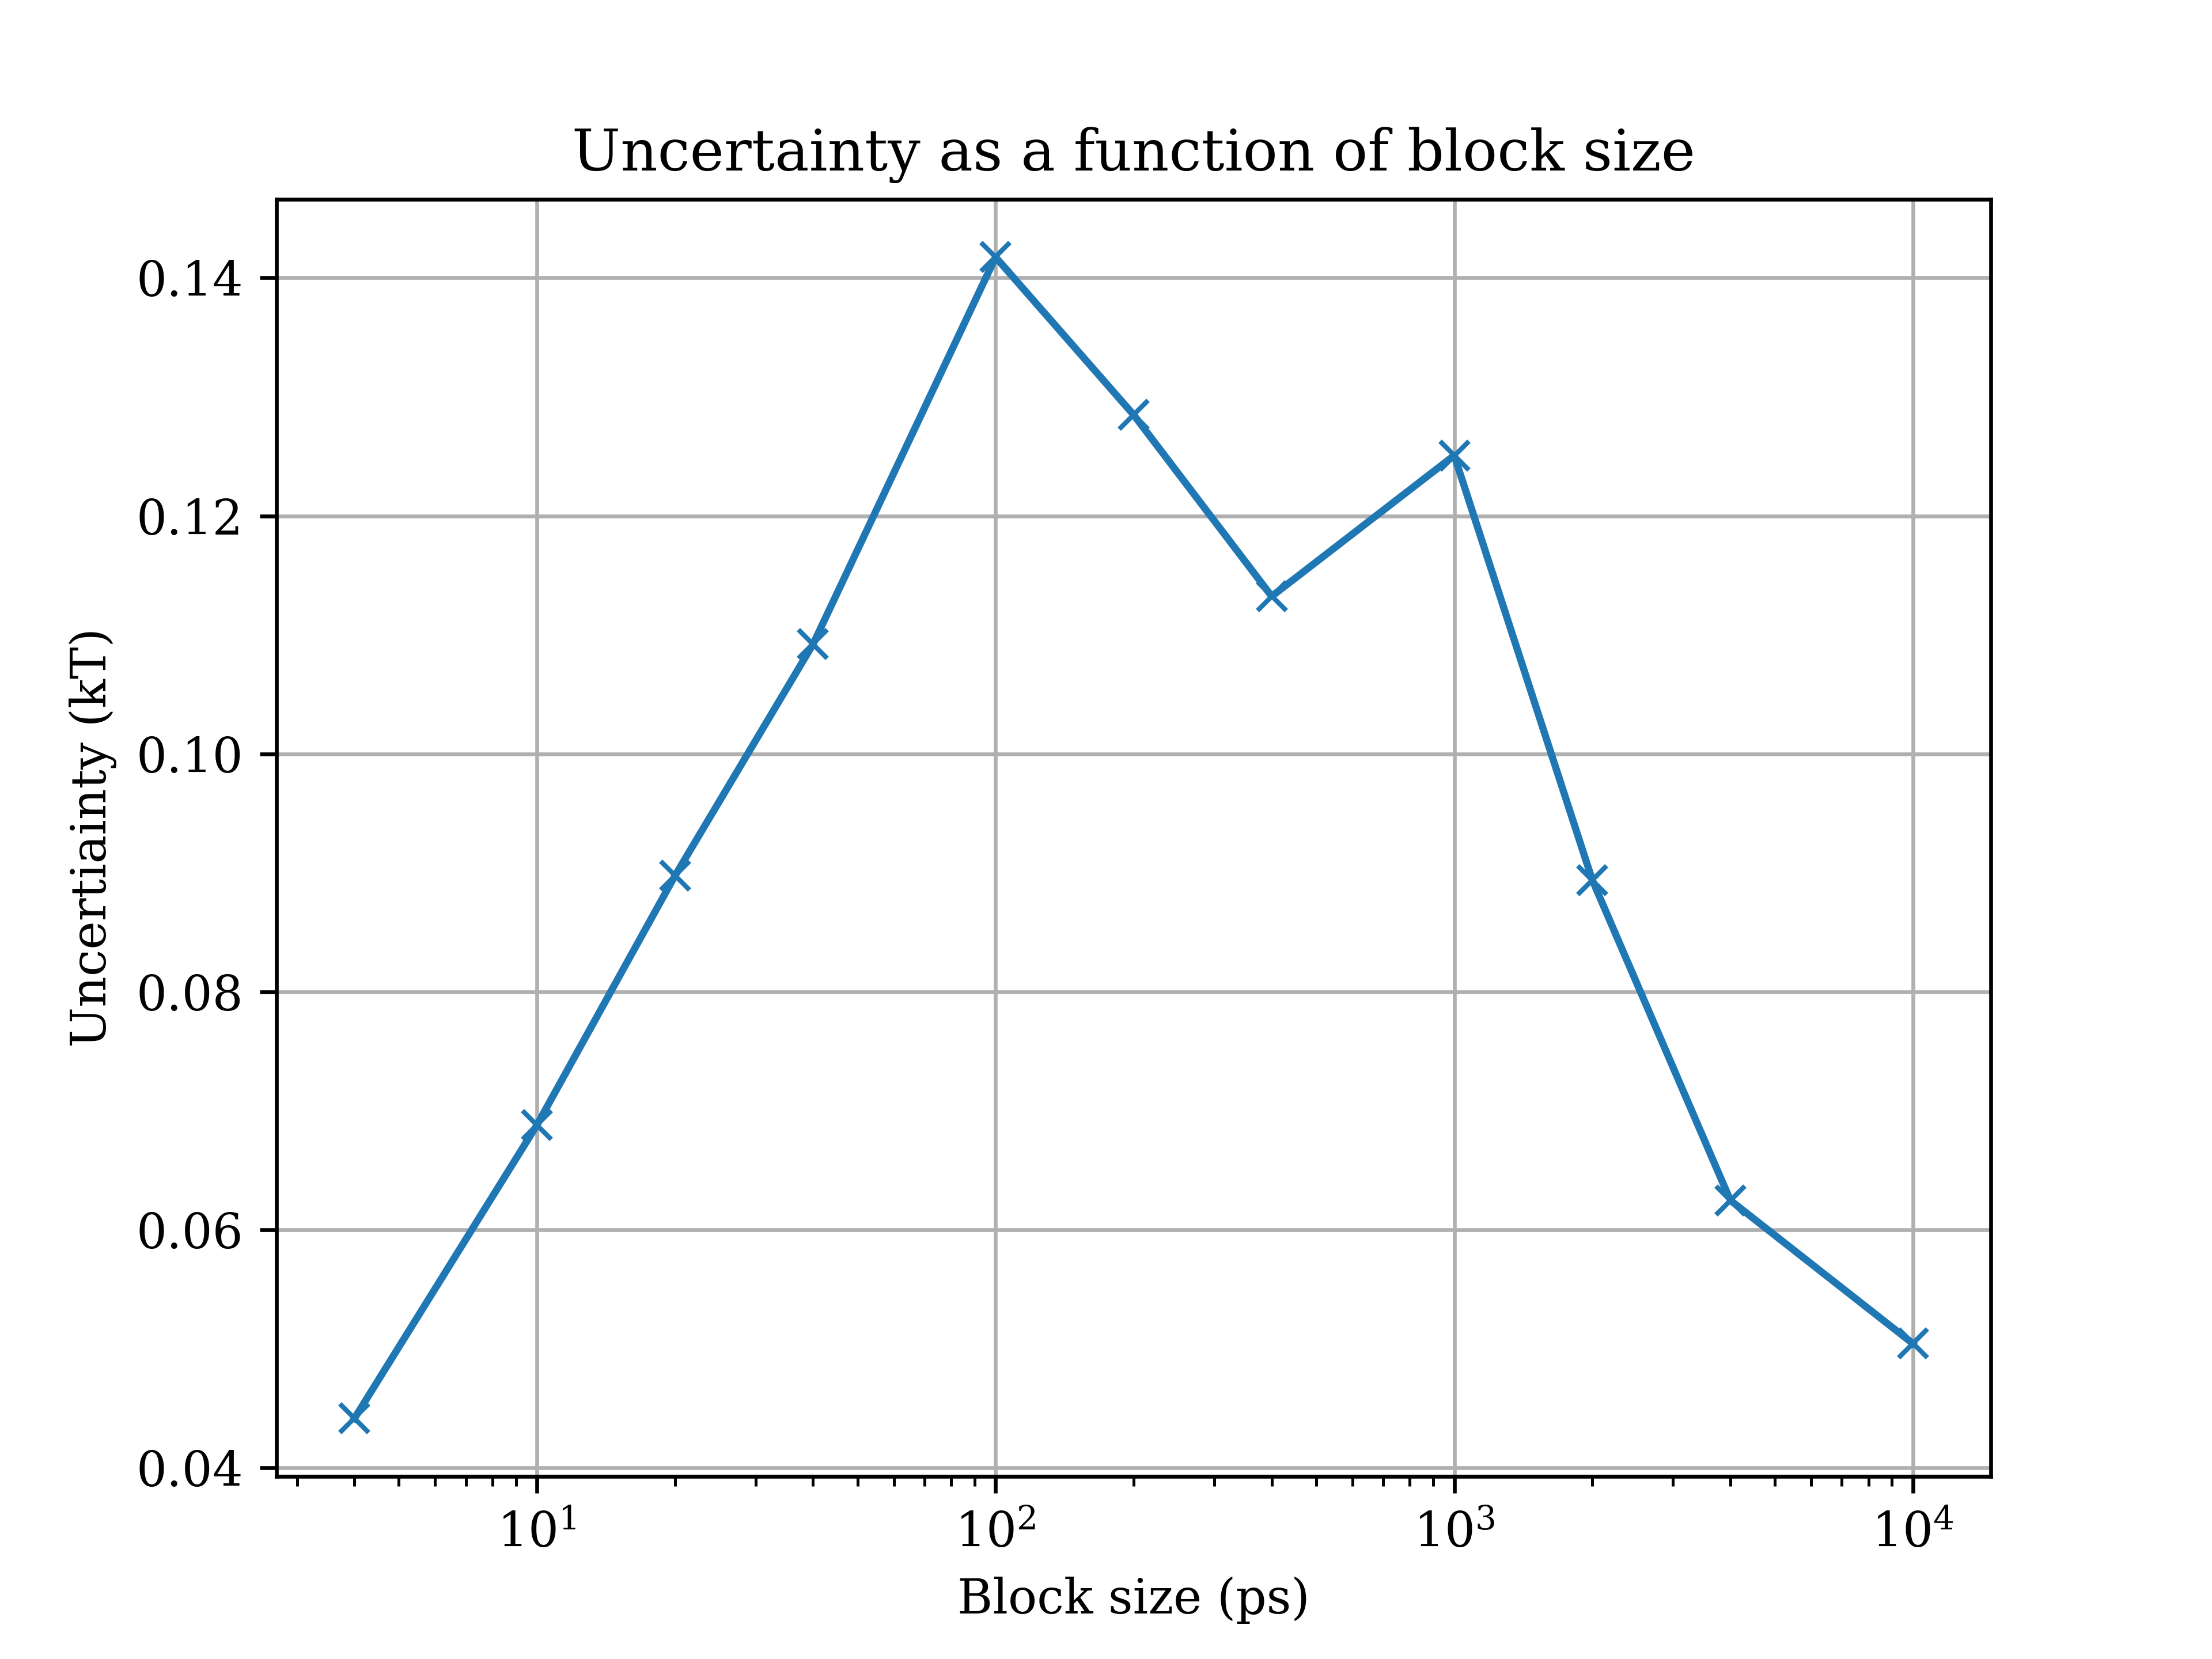 Uncertainty as a function of block size
0.14
0.12
0.10
0.08
0.06
0.04
Uncertiainty (kT)
10¹ 10² 10³ 10⁴
Block size (ps)